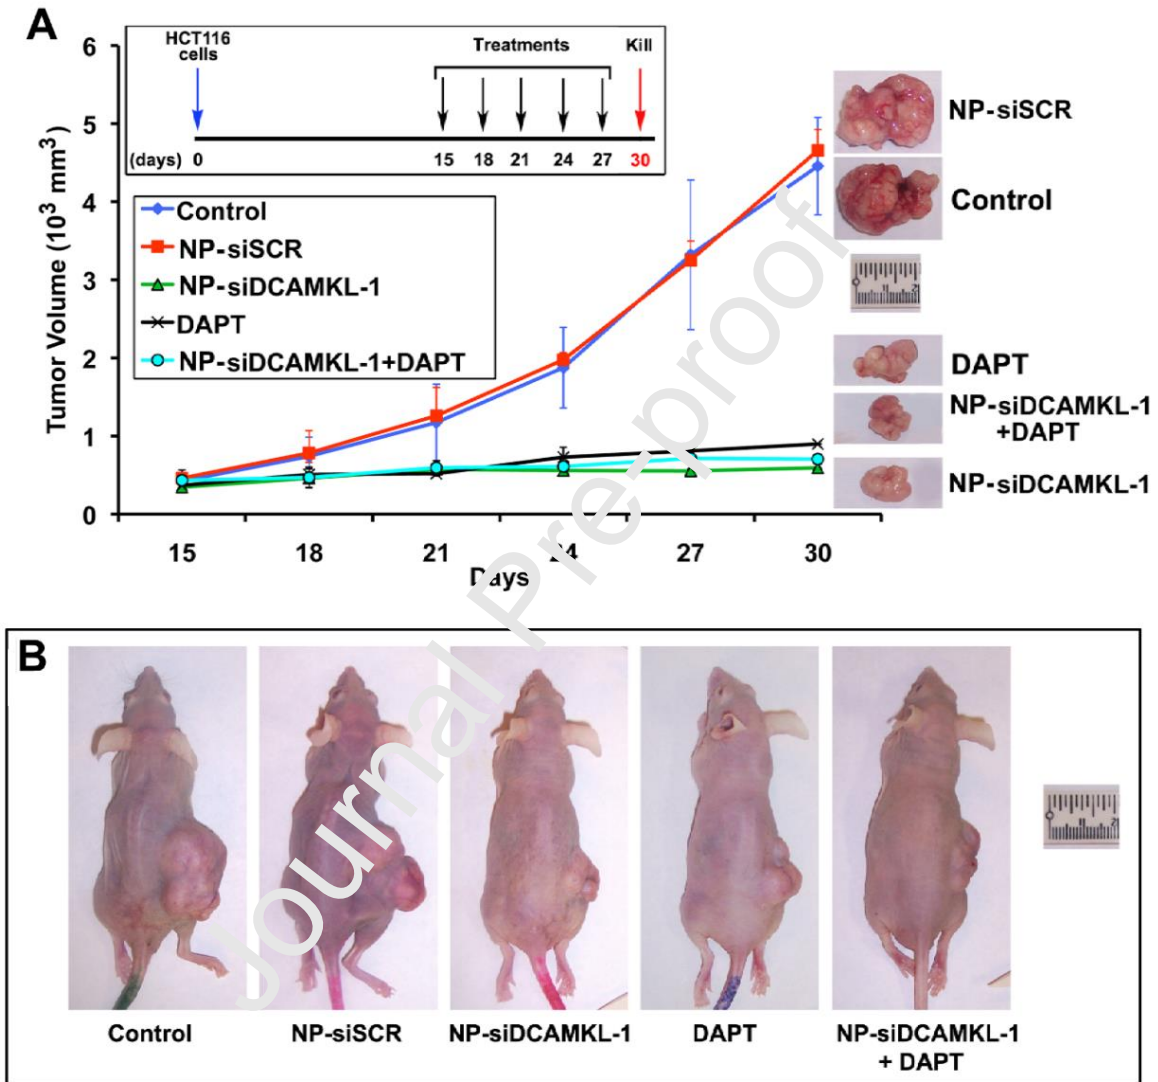 A
HCT116
cells
Treatments
Kill
(days) 0 15 18 21 24 27 30
Tumor Volume (10³ mm³)
6
5
4
3
2
1
0
Control
NP-siSCR
NP-siDCAMKL-1
DAPT
NP-siDCAMKL-1+DAPT
15 18 21 24 27 30
Days
NP-siSCR
Control
DAPT
NP-siDCAMKL-1
+DAPT
NP-siDCAMKL-1
Journal Pre-proof
B
Control
NP-siSCR
NP-siDCAMKL-1
DAPT
NP-siDCAMKL-1
+ DAPT